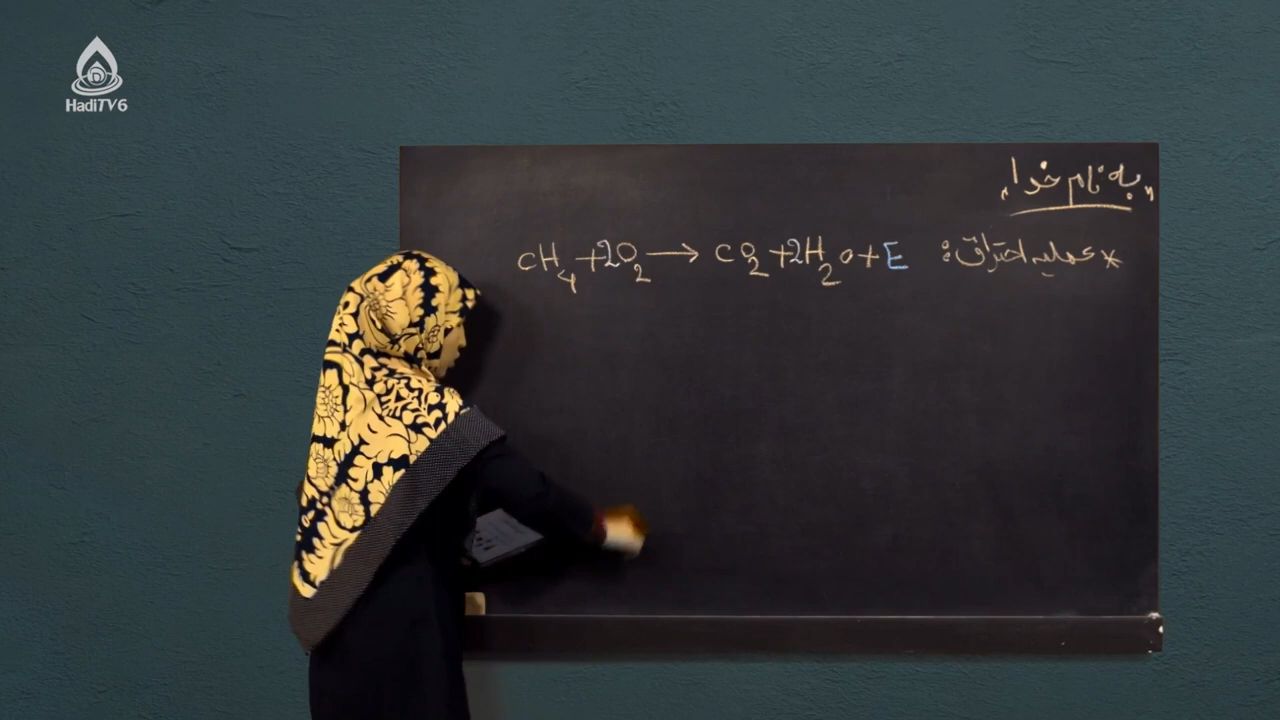 HadiTV6
"به نام خدا"
* عملیه احتراق: CH4+2O2→CO2+2H2O+E